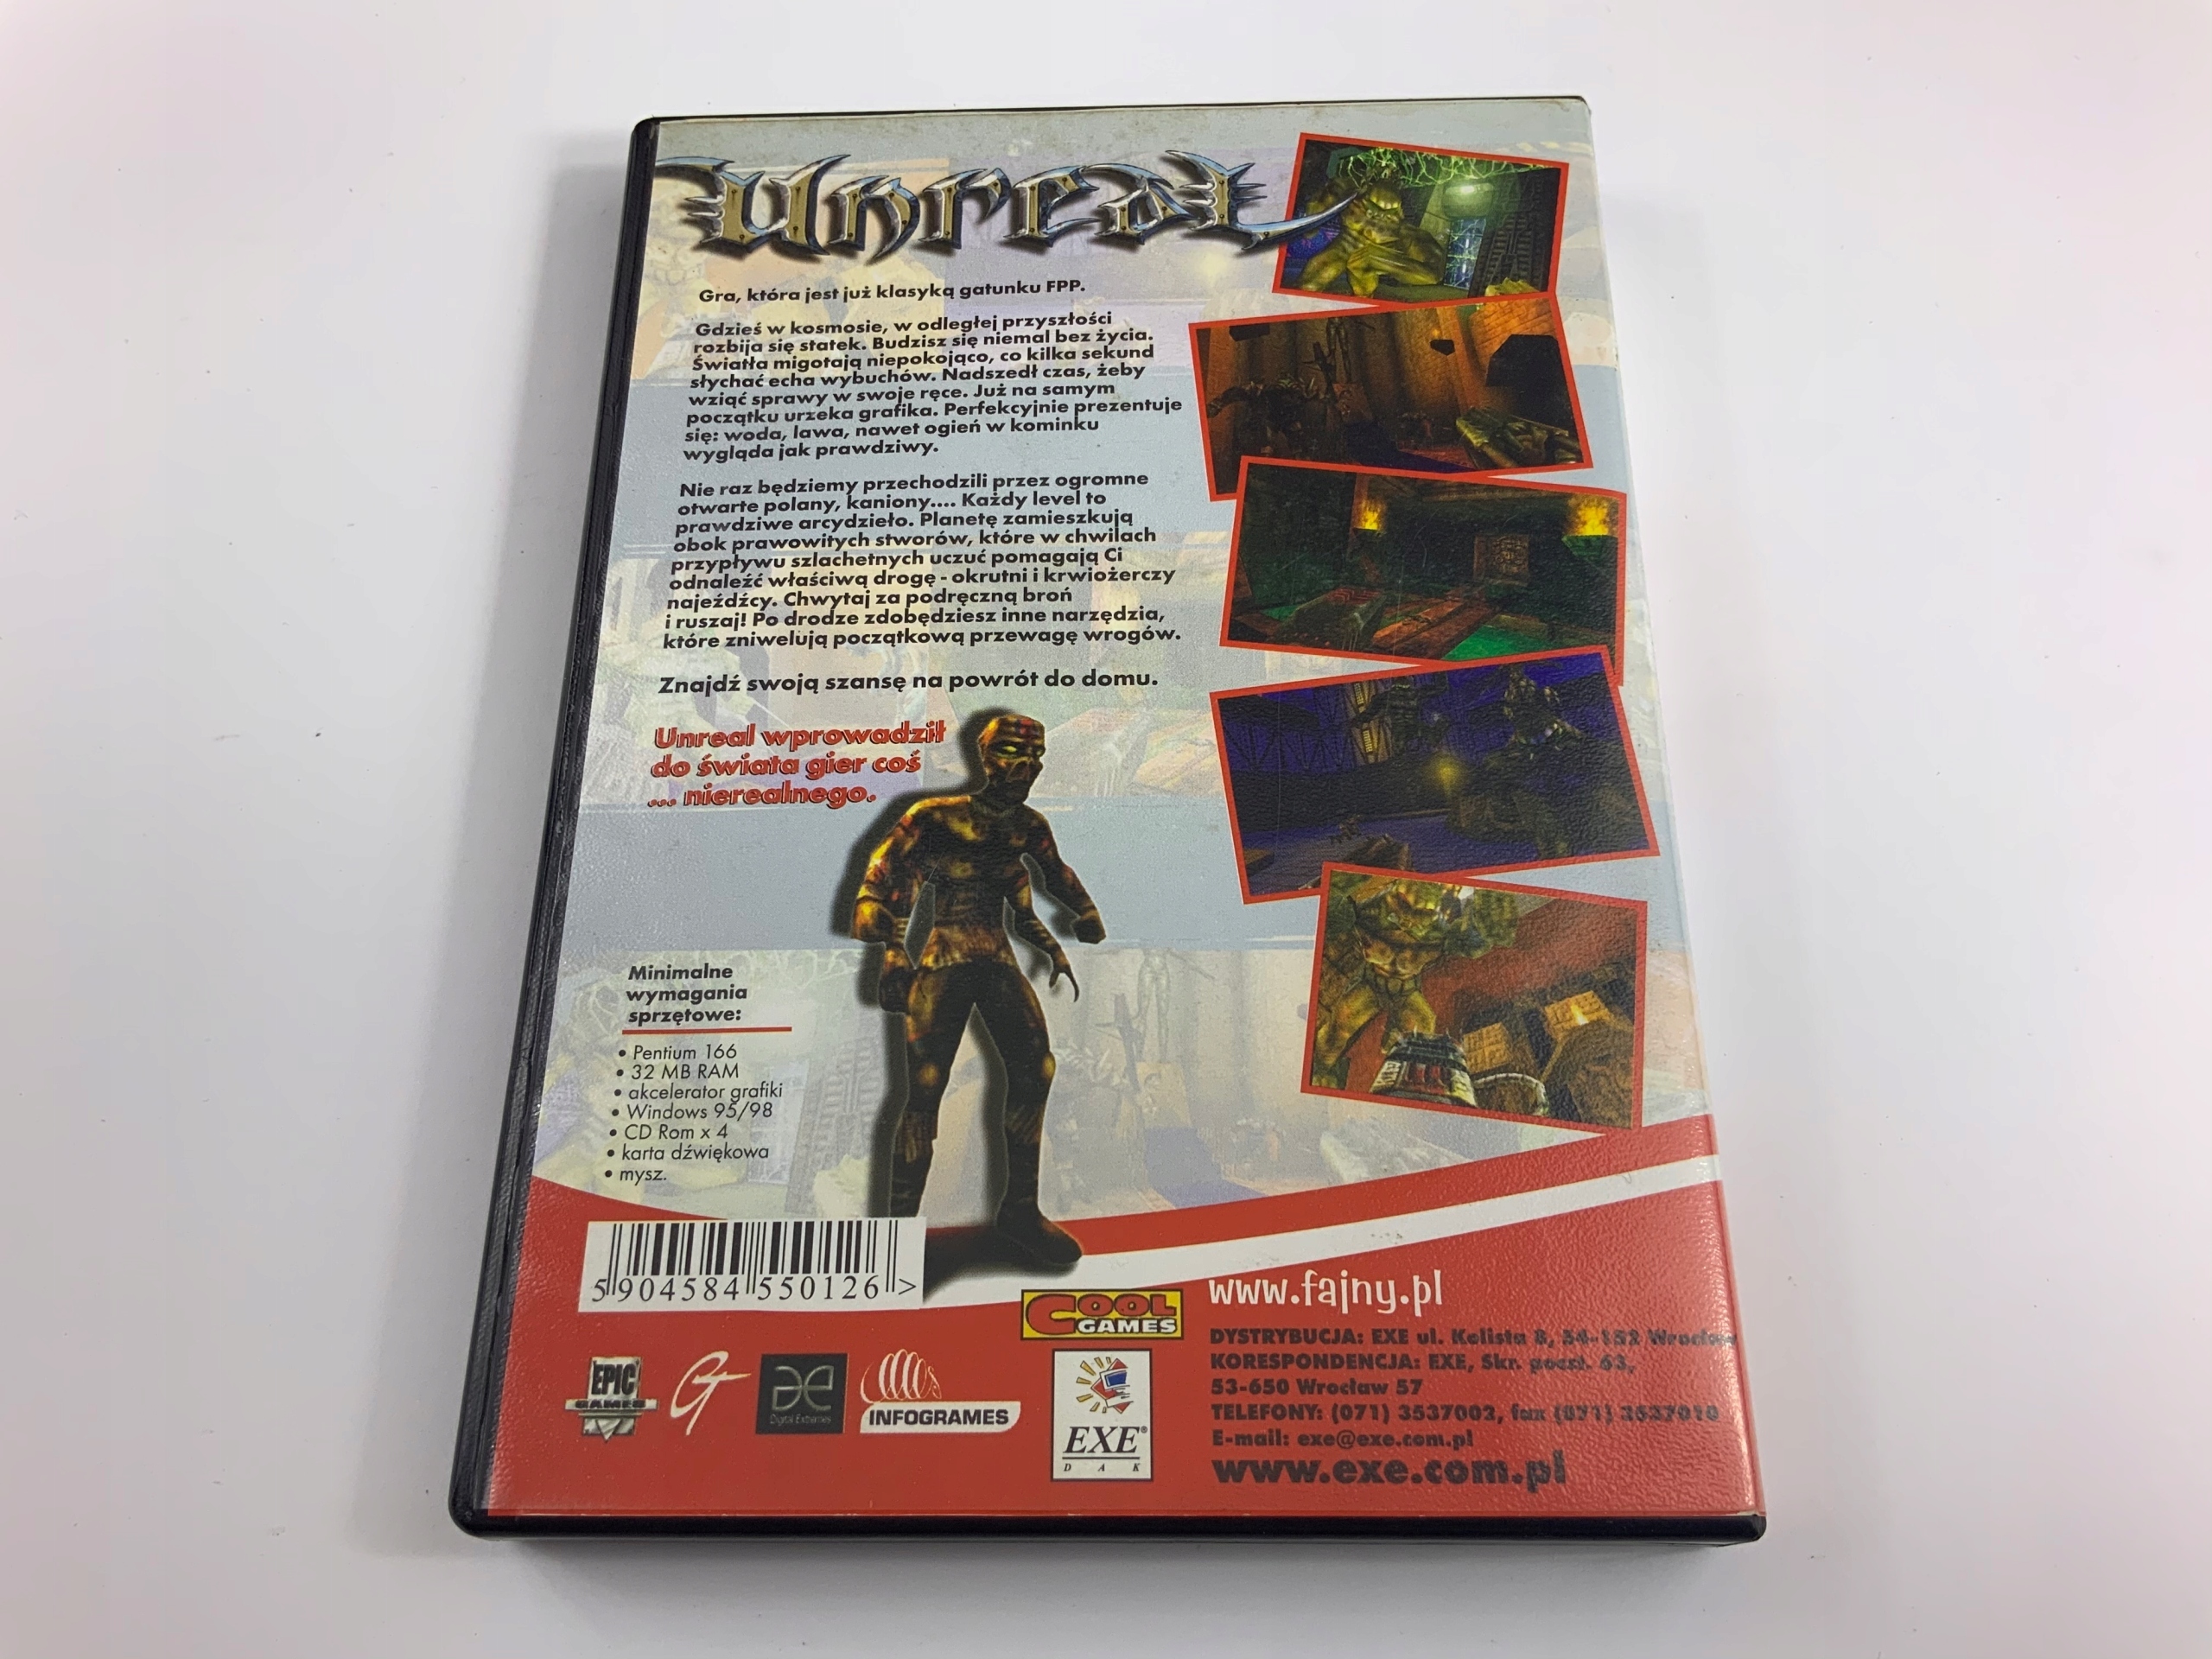 Unreal
Gra, która jest już klasyką gatunku FPP.
Gdzieś w kosmosie, w odległej przyszłości
rozbija się statek. Budzisz się niemal bez życia.
Światła migotają niepokojąco, co kilka sekund
słychać echa wybuchów. Nadszedł czas, żeby
wziąć sprawy w swoje ręce. Już na samym
początku urzeka grafika. Perfekcyjnie prezentuje
się: woda, lawa, nawet ogień w kominku
wygląda jak prawdziwy.
Nie raz będziemy przechodzili przez ogromne
otwarte polany, kaniony.... Każdy level to
prawdziwe arcydzieło. Planetę zamieszkują
obok prawowitych stworów, które w chwilach
przypływu szlachetnych uczuć pomagają Ci
odnaleźć właściwą drogę - okrutni i krwiożerczy
najeźdźcy. Chwytaj za podręczną broń
i ruszaj! Po drodze zdobędziesz inne narzędzia,
które zniwelują początkową przewagę wrogów.
Znajdź swoją szansę na powrót do domu.
Unreal wprowadził
do świata gier coś
... nierealnego.
Minimalne
wymagania
sprzętowe:
• Pentium 166
• 32 MB RAM
• akcelerator grafiki
• Windows 95/98
• CD Rom x 4
• karta dźwiękowa
• mysz.
5 904584 550126 >
COOL
GAMES
www.fajny.pl
DYSTRYBUCJA: EXE ul. Kolista 8, 54-152 Wrocław
KORESPONDENCJA: EXE, Skr. poczt. 63,
53-650 Wrocław 57
TELEFONY: (071) 3537002, fax (071) 3537010
E-mail: exe@exe.com.pl
www.exe.com.pl
EPIC
GAMES
GT
Digital Extremes
INFOGRAMES
EXE®
D A K